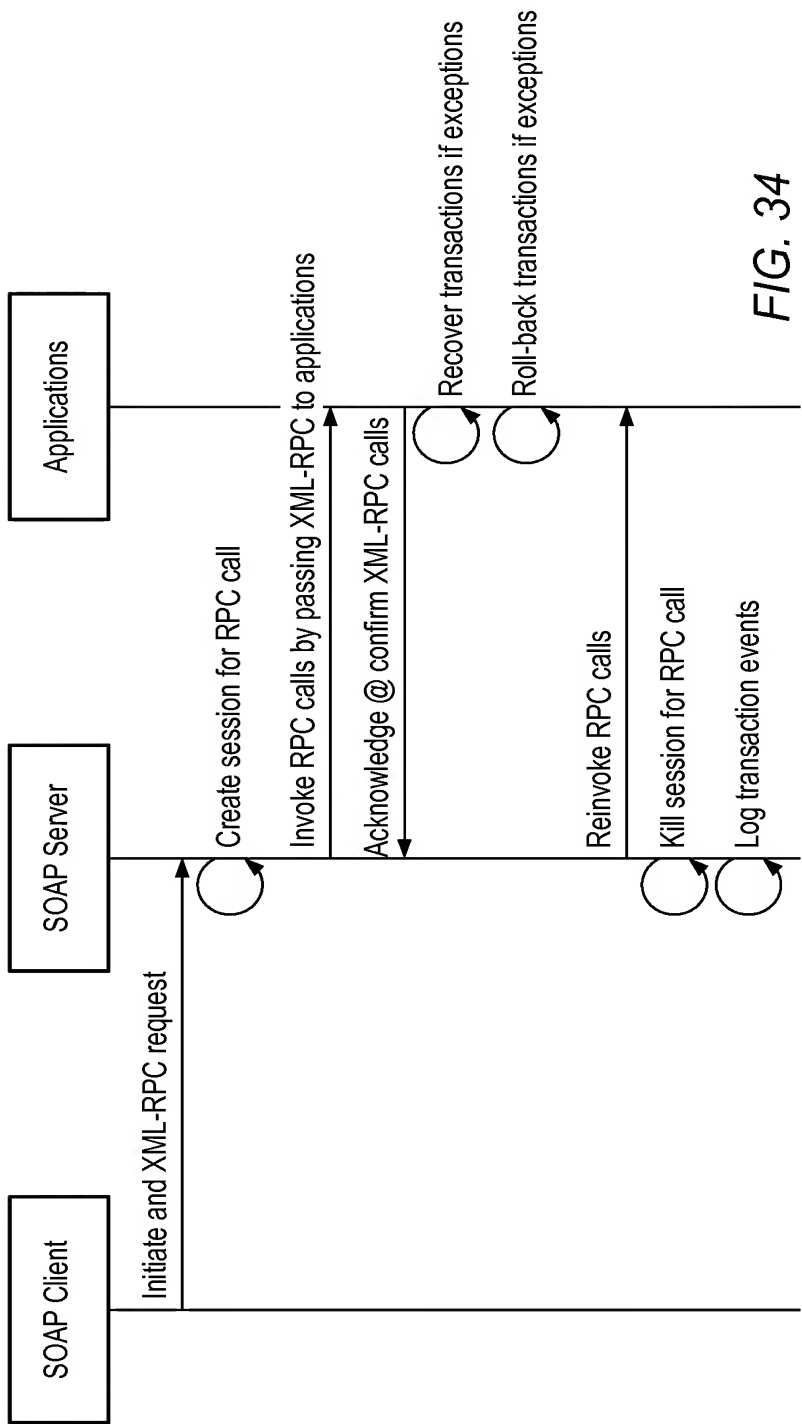 SOAP Client
SOAP Server
Applications
Initiate and XML-RPC request
Create session for RPC call
Invoke RPC calls by passing XML-RPC to applications
Acknowledge @ confirm XML-RPC calls
Recover transactions if exceptions
Roll-back transactions if exceptions
Reinvoke RPC calls
Kill session for RPC call
Log transaction events
FIG. 34